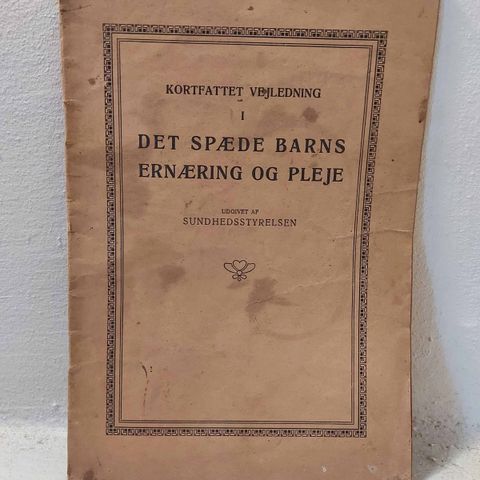 KORTFATTET VEJLEDNING
I
DET SPÆDE BARNS
ERNÆRING OG PLEJE
UDGIVET AF
SUNDHEDSSTYRELSEN